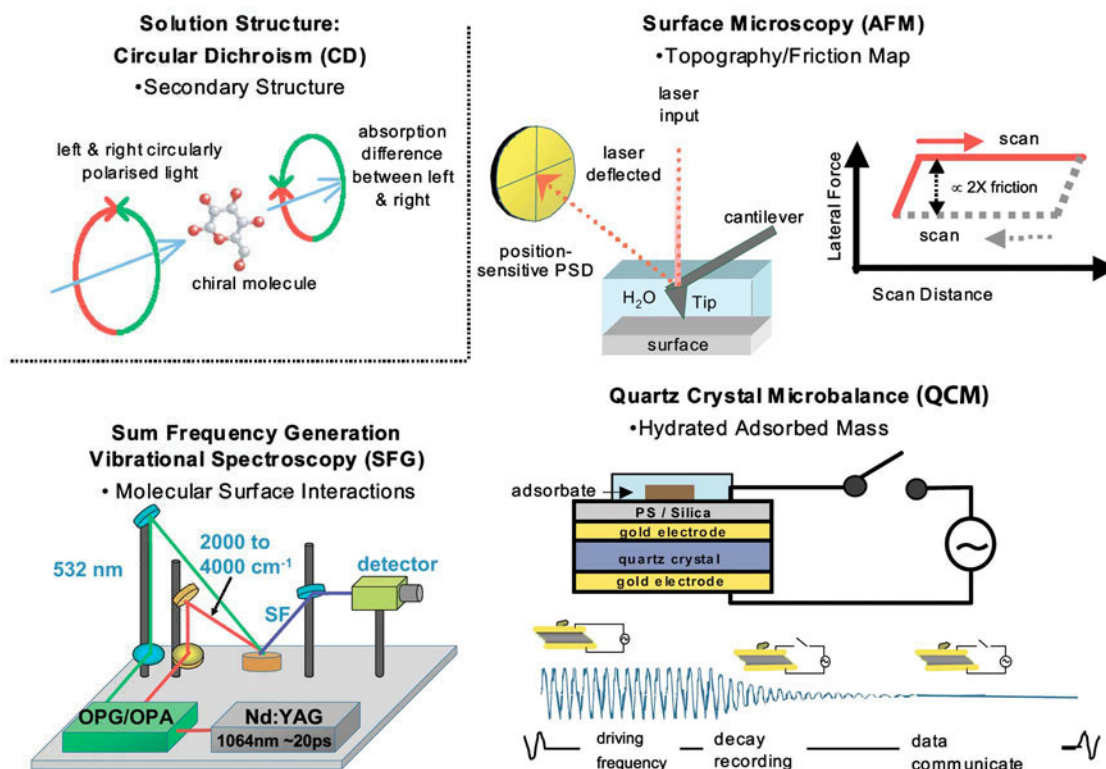 Solution Structure:
Circular Dichroism (CD)
•Secondary Structure
left & right circularly
polarised light
absorption
difference
between left
& right
chiral molecule
Surface Microscopy (AFM)
•Topography/Friction Map
laser
input
laser
deflected
cantilever
position-
sensitive PSD
H2O
Tip
surface
Lateral Force
scan
∝ 2X friction
scan
Scan Distance
Sum Frequency Generation
Vibrational Spectroscopy (SFG)
• Molecular Surface Interactions
532 nm
2000 to
4000 cm-1
detector
SF
OPG/OPA
Nd:YAG
1064nm ~20ps
Quartz Crystal Microbalance (QCM)
•Hydrated Adsorbed Mass
adsorbate
PS / Silica
gold electrode
quartz crystal
gold electrode
driving
frequency
decay
recording
data
communicate